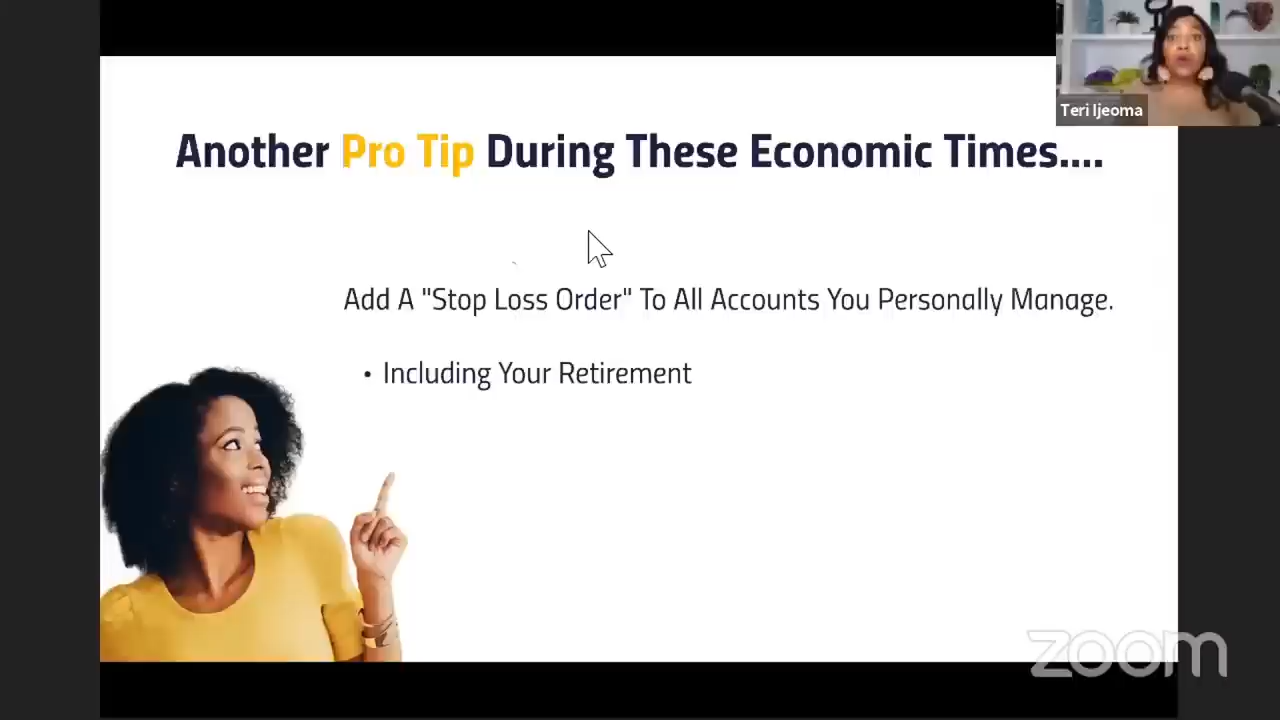 Teri Ijeoma
Another Pro Tip During These Economic Times....
Add A "Stop Loss Order" To All Accounts You Personally Manage.
• Including Your Retirement
zoom